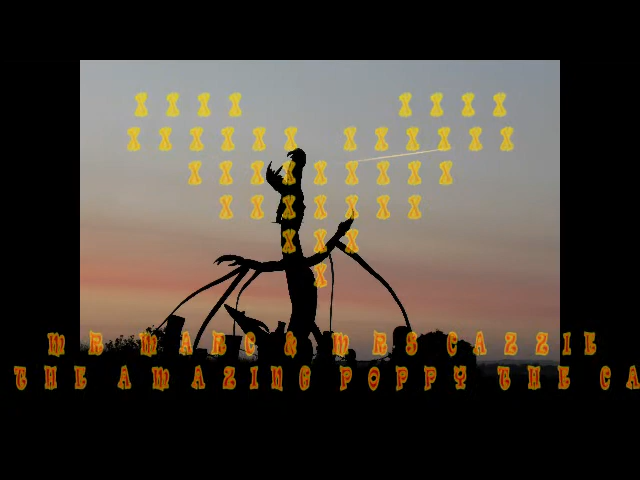 X X X X X X X X
X X X X X X X X X X X X
X X X X X X X X X
X X X X X X X
X X X
X
MR MARC & MRS CAZZIE
THE AMAZING POPPY THE CA